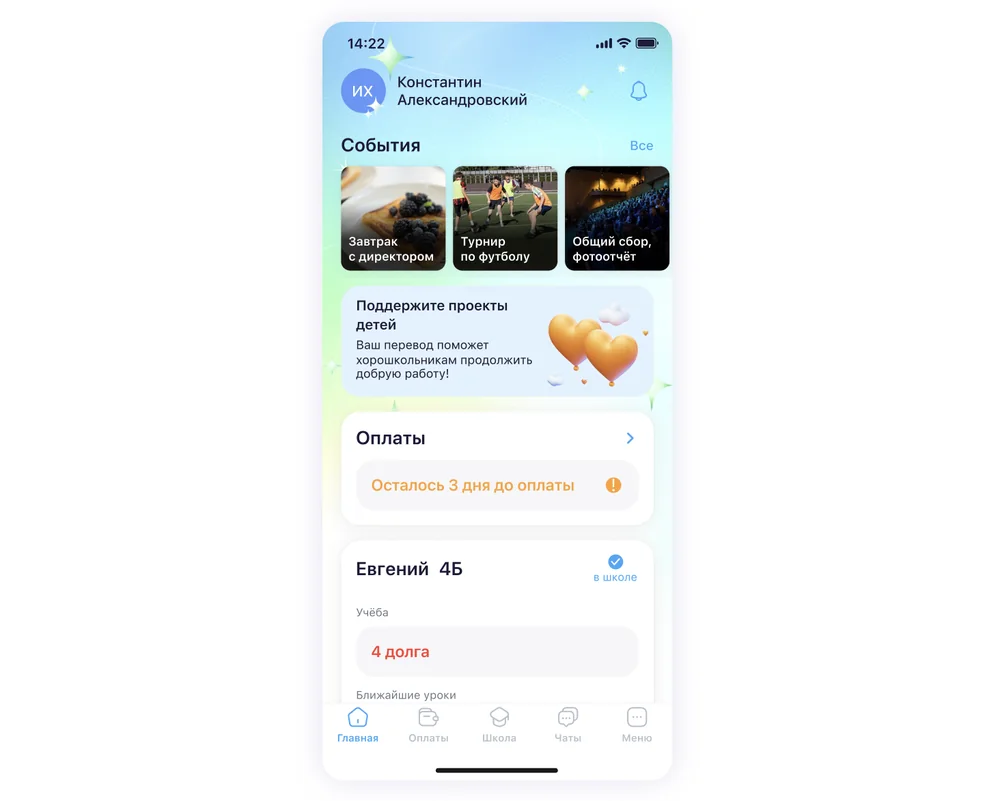 14:22
ИХ
Константин
Александровский
События
Все
Завтрак
с директором
Турнир
по футболу
Общий сбор,
фотоотчёт
Поддержите проекты
детей
Ваш перевод поможет
хорошкольникам продолжить
добрую работу!
Оплаты
Осталось 3 дня до оплаты
Евгений 4Б
в школе
Учёба
4 долга
Ближайшие уроки
Главная
Оплаты
Школа
Чаты
Меню